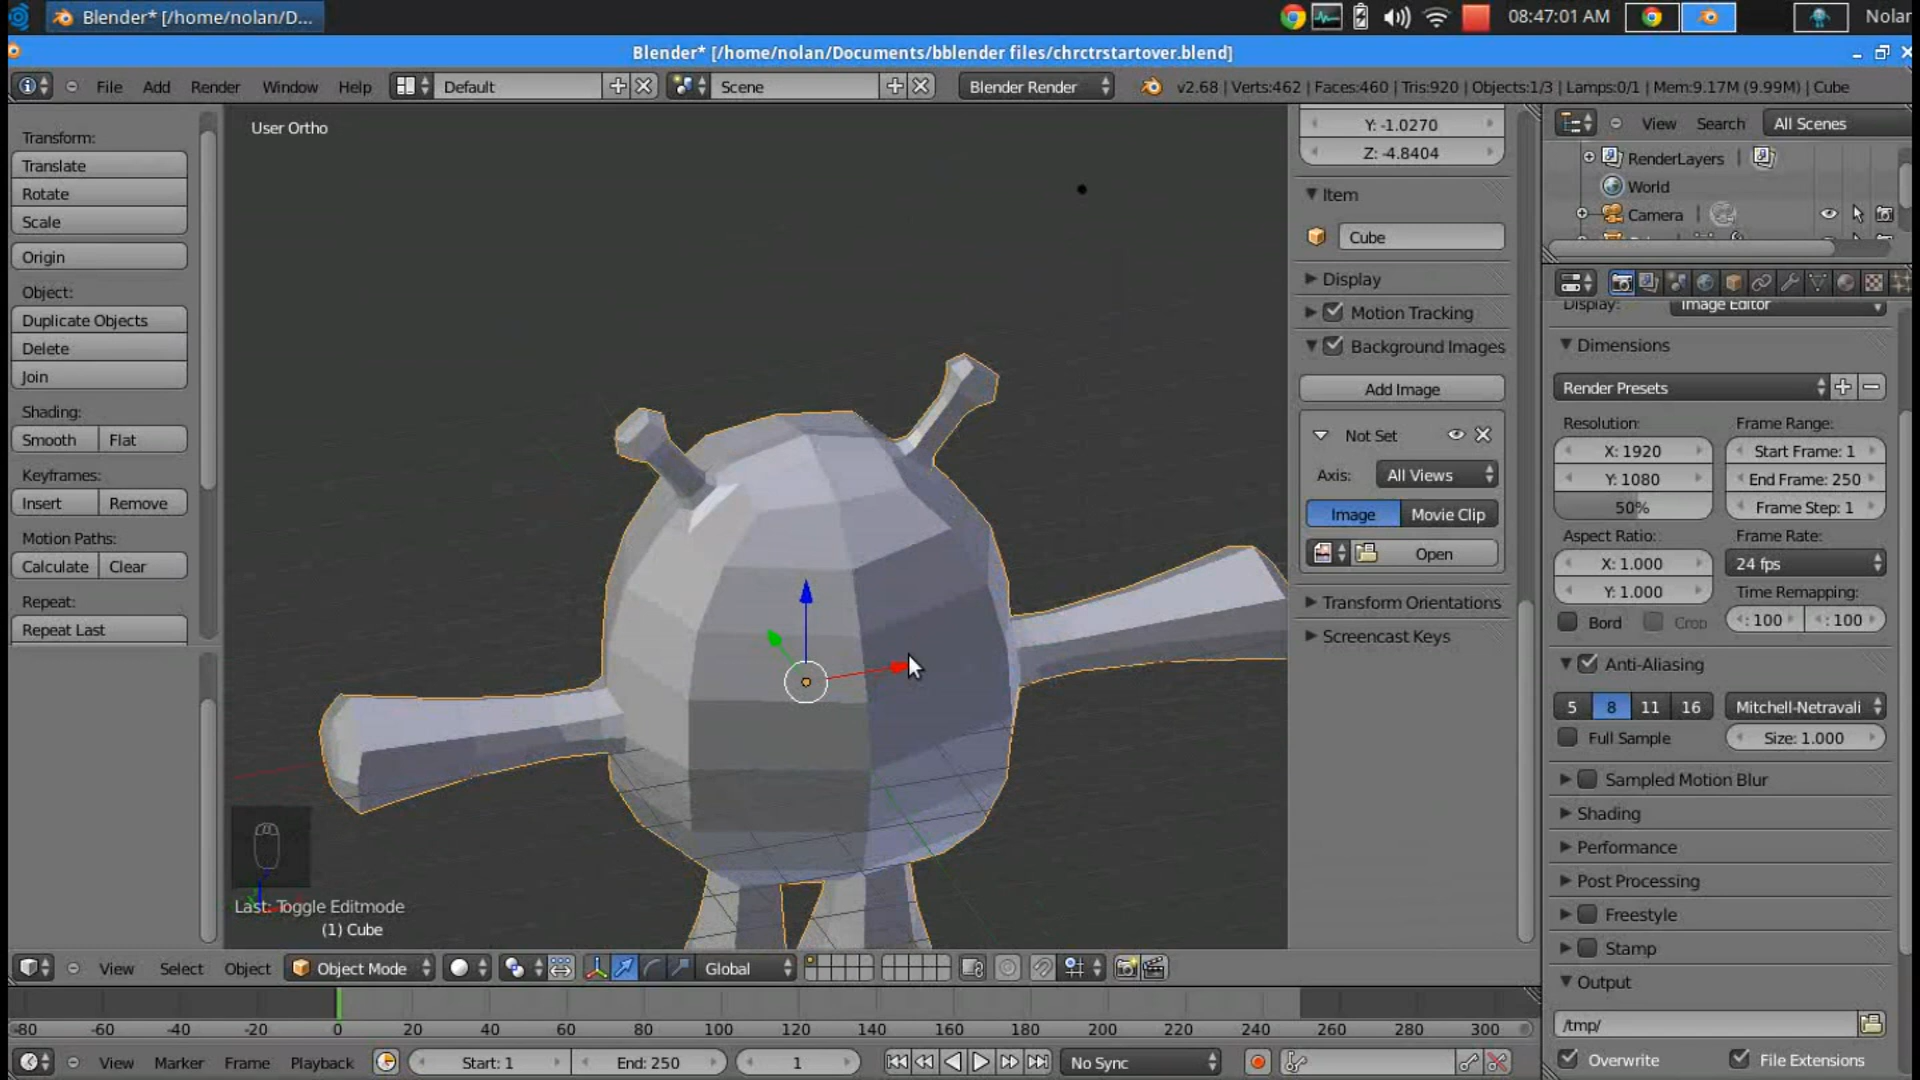 Blender* [/home/nolan/D...
08:47:01 AM
Nolan
Blender* [/home/nolan/Documents/bblender files/chrctrstartover.blend]
File Add Render Window Help Default Scene Blender Render v2.68 | Verts:462 | Faces:460 | Tris:920 | Objects:1/3 | Lamps:0/1 | Mem:9.17M (9.99M) | Cube
Transform:
Translate
Rotate
Scale
Origin
Object:
Duplicate Objects
Delete
Join
Shading:
Smooth Flat
Keyframes:
Insert Remove
Motion Paths:
Calculate Clear
Repeat:
Repeat Last
User Ortho
Last: Toggle Editmode
(1) Cube
Y: -1.0270
Z: -4.8404
Item
Cube
Display
Motion Tracking
Background Images
Add Image
Not Set
Axis: All Views
Image Movie Clip
Open
Transform Orientations
Screencast Keys
View Search All Scenes
RenderLayers
World
Camera
Display: Image Editor
Dimensions
Render Presets
Resolution: Frame Range:
X: 1920 Start Frame: 1
Y: 1080 End Frame: 250
50% Frame Step: 1
Aspect Ratio: Frame Rate:
X: 1.000 24 fps
Y: 1.000 Time Remapping:
Bord Crop : 100 : 100
Anti-Aliasing
5 8 11 16 Mitchell-Netravali
Full Sample Size: 1.000
Sampled Motion Blur
Shading
Performance
Post Processing
Freestyle
Stamp
Output
/tmp/
Overwrite File Extensions
View Select Object Object Mode Global
-80 -60 -40 -20 0 20 40 60 80 100 120 140 160 180 200 220 240 260 280 300
View Marker Frame Playback Start: 1 End: 250 1 No Sync